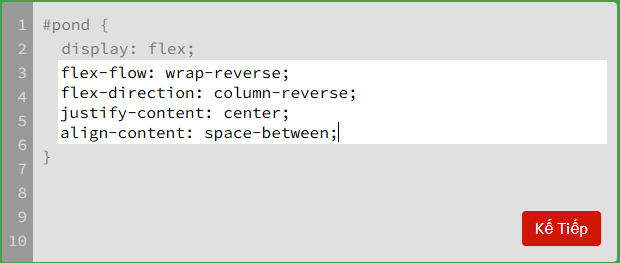 1 #pond {
2 display: flex;
3 flex-flow: wrap-reverse;
4 flex-direction: column-reverse;
5 justify-content: center;
6 align-content: space-between;
7 }
8
9
10
Kế Tiếp